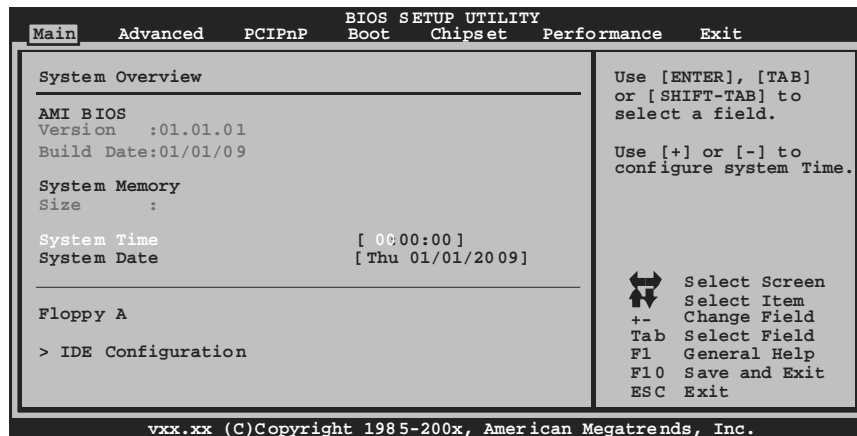 BIOS SETUP UTILITY
Main Advanced PCIPnP Boot Chipset Performance Exit
System Overview
AMI BIOS
Version :01.01.01
Build Date:01/01/09
System Memory
Size :
System Time [ 00:00:00 ]
System Date [ Thu 01/01/2009 ]
Floppy A
> IDE Configuration
Use [ENTER], [TAB]
or [SHIFT-TAB] to
select a field.
Use [+] or [-] to
configure system Time.
Select Screen
Select Item
+- Change Field
Tab Select Field
F1 General Help
F10 Save and Exit
ESC Exit
vxx.xx (C)Copyright 1985-200x, American Megatrends, Inc.